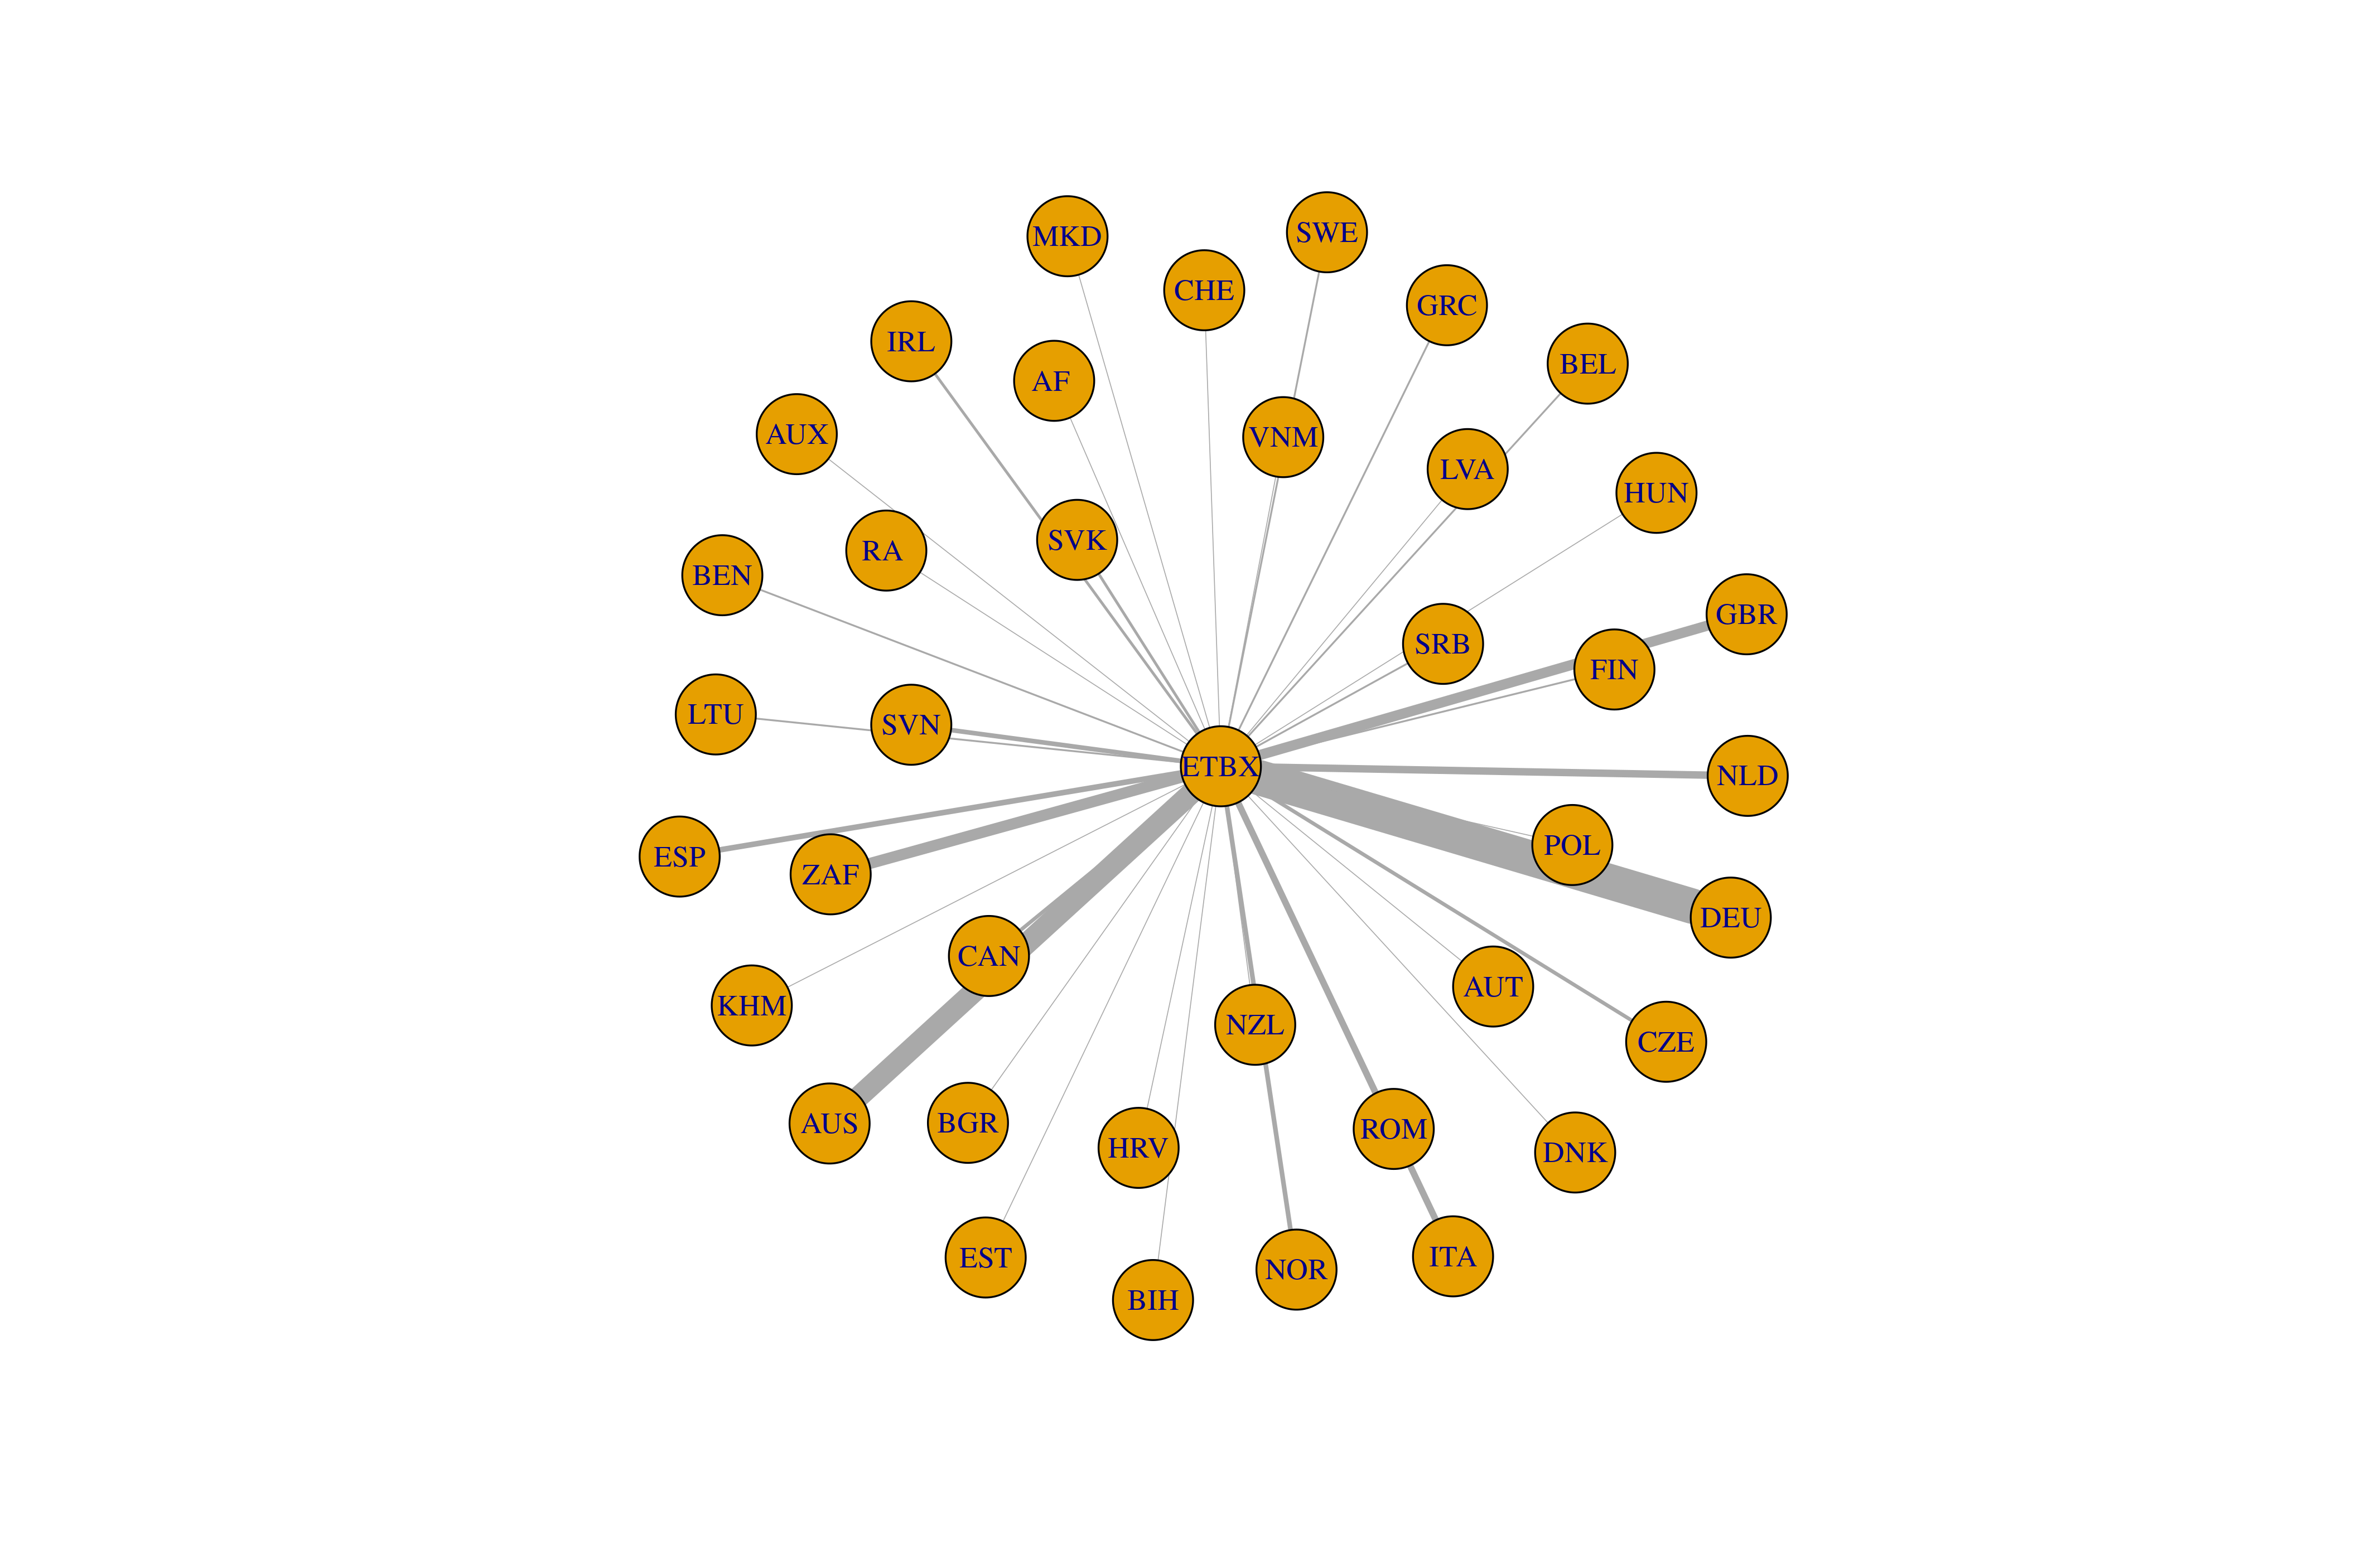 SWE
MKD
CHE
GRC
IRL
BEL
AF
AUX
VNM
LVA
HUN
SVK
RA
BEN
GBR
SRB
FIN
LTU
SVN
ETBX
NLD
POL
ESP
ZAF
DEU
CAN
AUT
KHM
NZL
CZE
AUS
BGR
ROM
HRV
DNK
EST
ITA
NOR
BIH